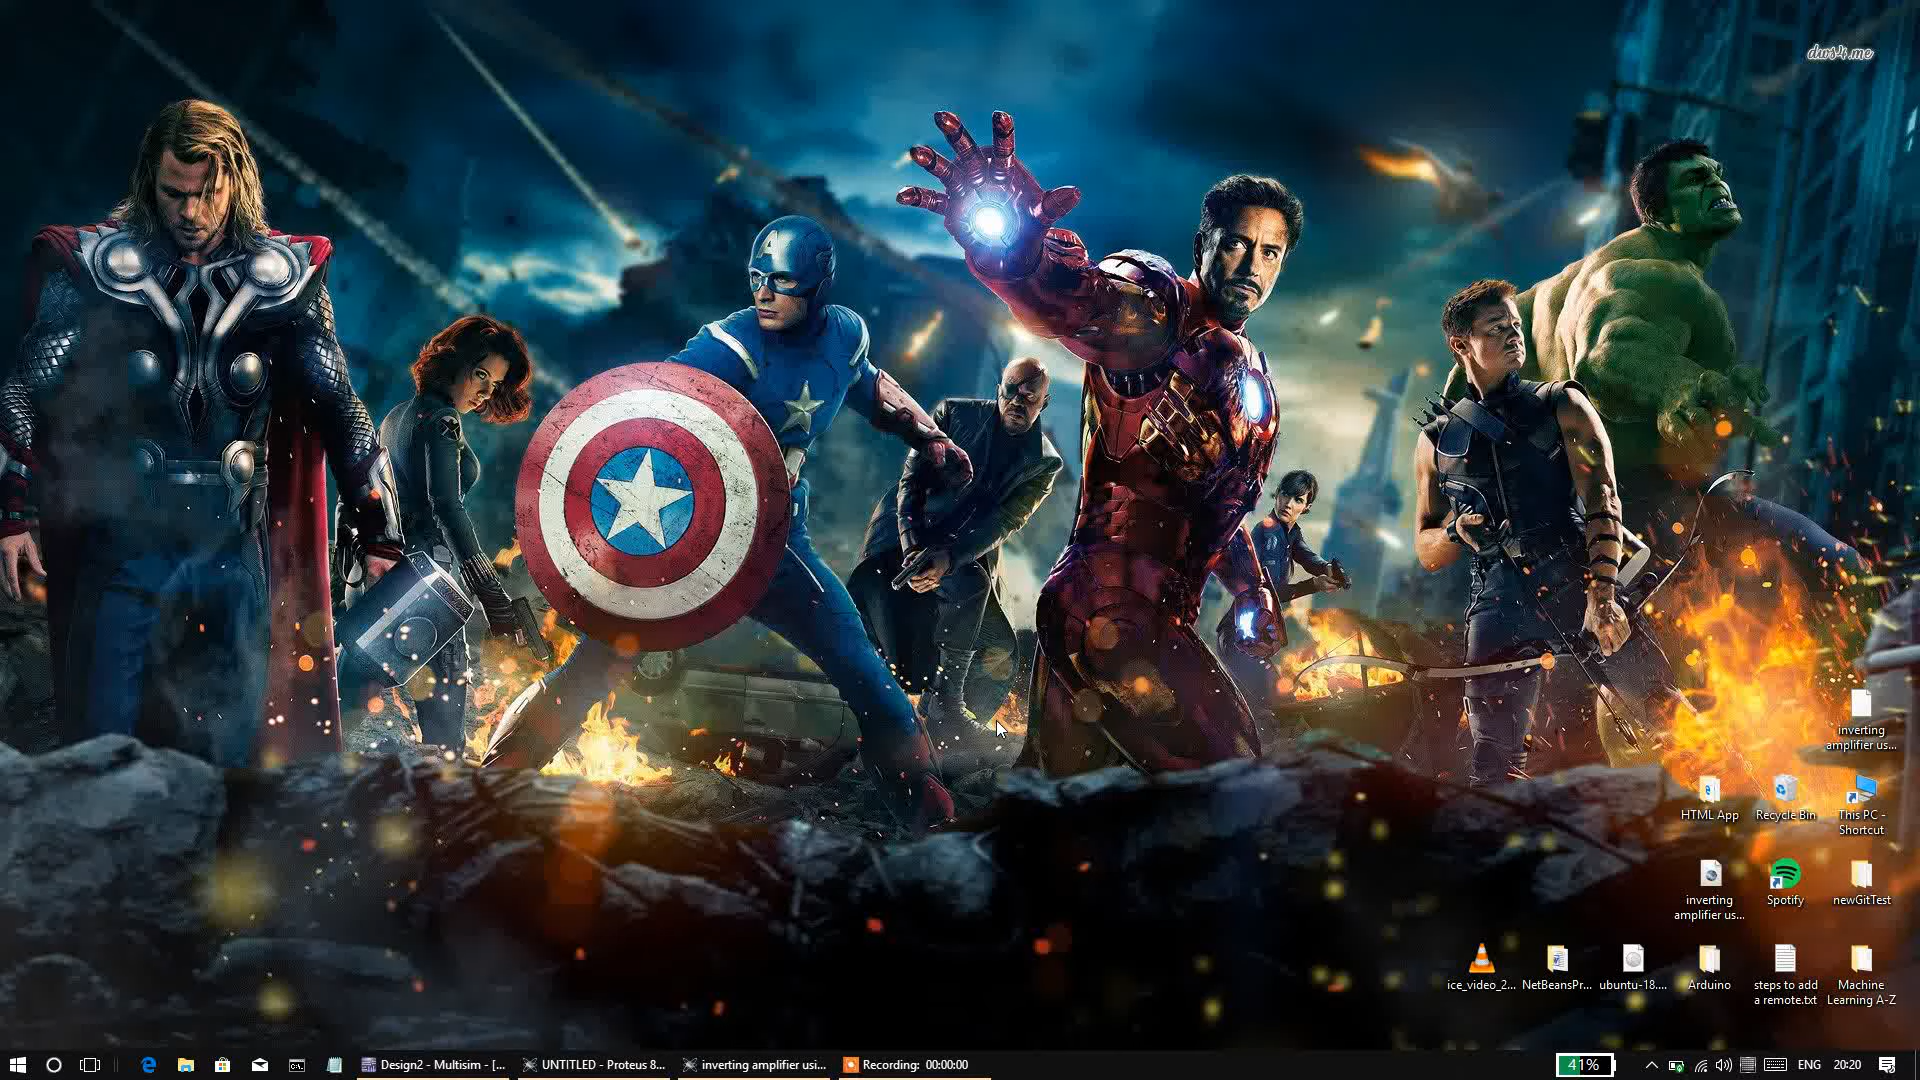 dws4.me
inverting
amplifier us...
HTML App
Recycle Bin
This PC -
Shortcut
inverting
amplifier us...
Spotify
newGitTest
ice_video_2...
NetBeansPr...
ubuntu-18....
Arduino
steps to add
a remote.txt
Machine
Learning A-Z
Design2 - Multisim - [...
UNTITLED - Proteus 8...
inverting amplifier usi...
Recording: 00:00:00
41%
ENG
20:20